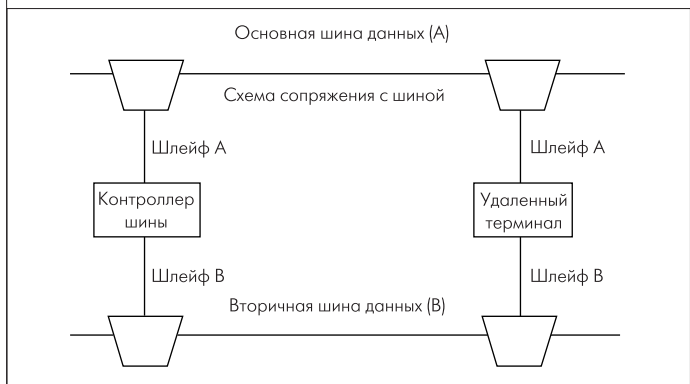 Основная шина данных (А)
Схема сопряжения с шиной
Шлейф А
Шлейф А
Контроллер
шины
Удаленный
терминал
Шлейф В
Шлейф В
Вторичная шина данных (В)